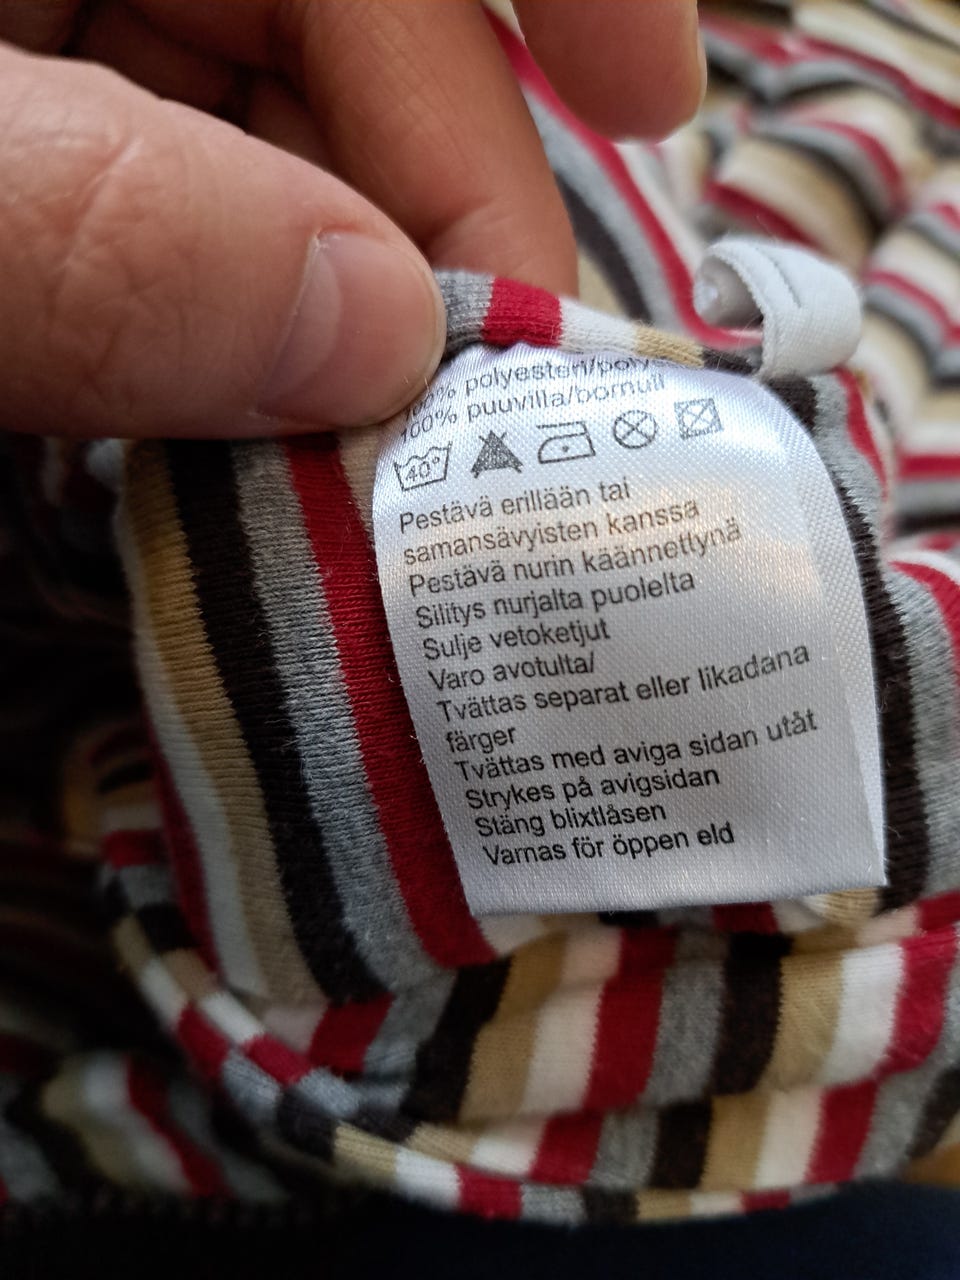 polyesteri/
100% puuvilla/bomull
40°
Pestävä erillään tai
samansävyisten kanssa
Pestävä nurin käännettynä
Silitys nurjalta puolelta
Sulje vetoketjut
Varo avotulta/
Tvättas separat eller likadana
färger
Tvättas med aviga sidan utåt
Strykes på avigsidan
Stäng blixtlåsen
Varnas för öppen eld